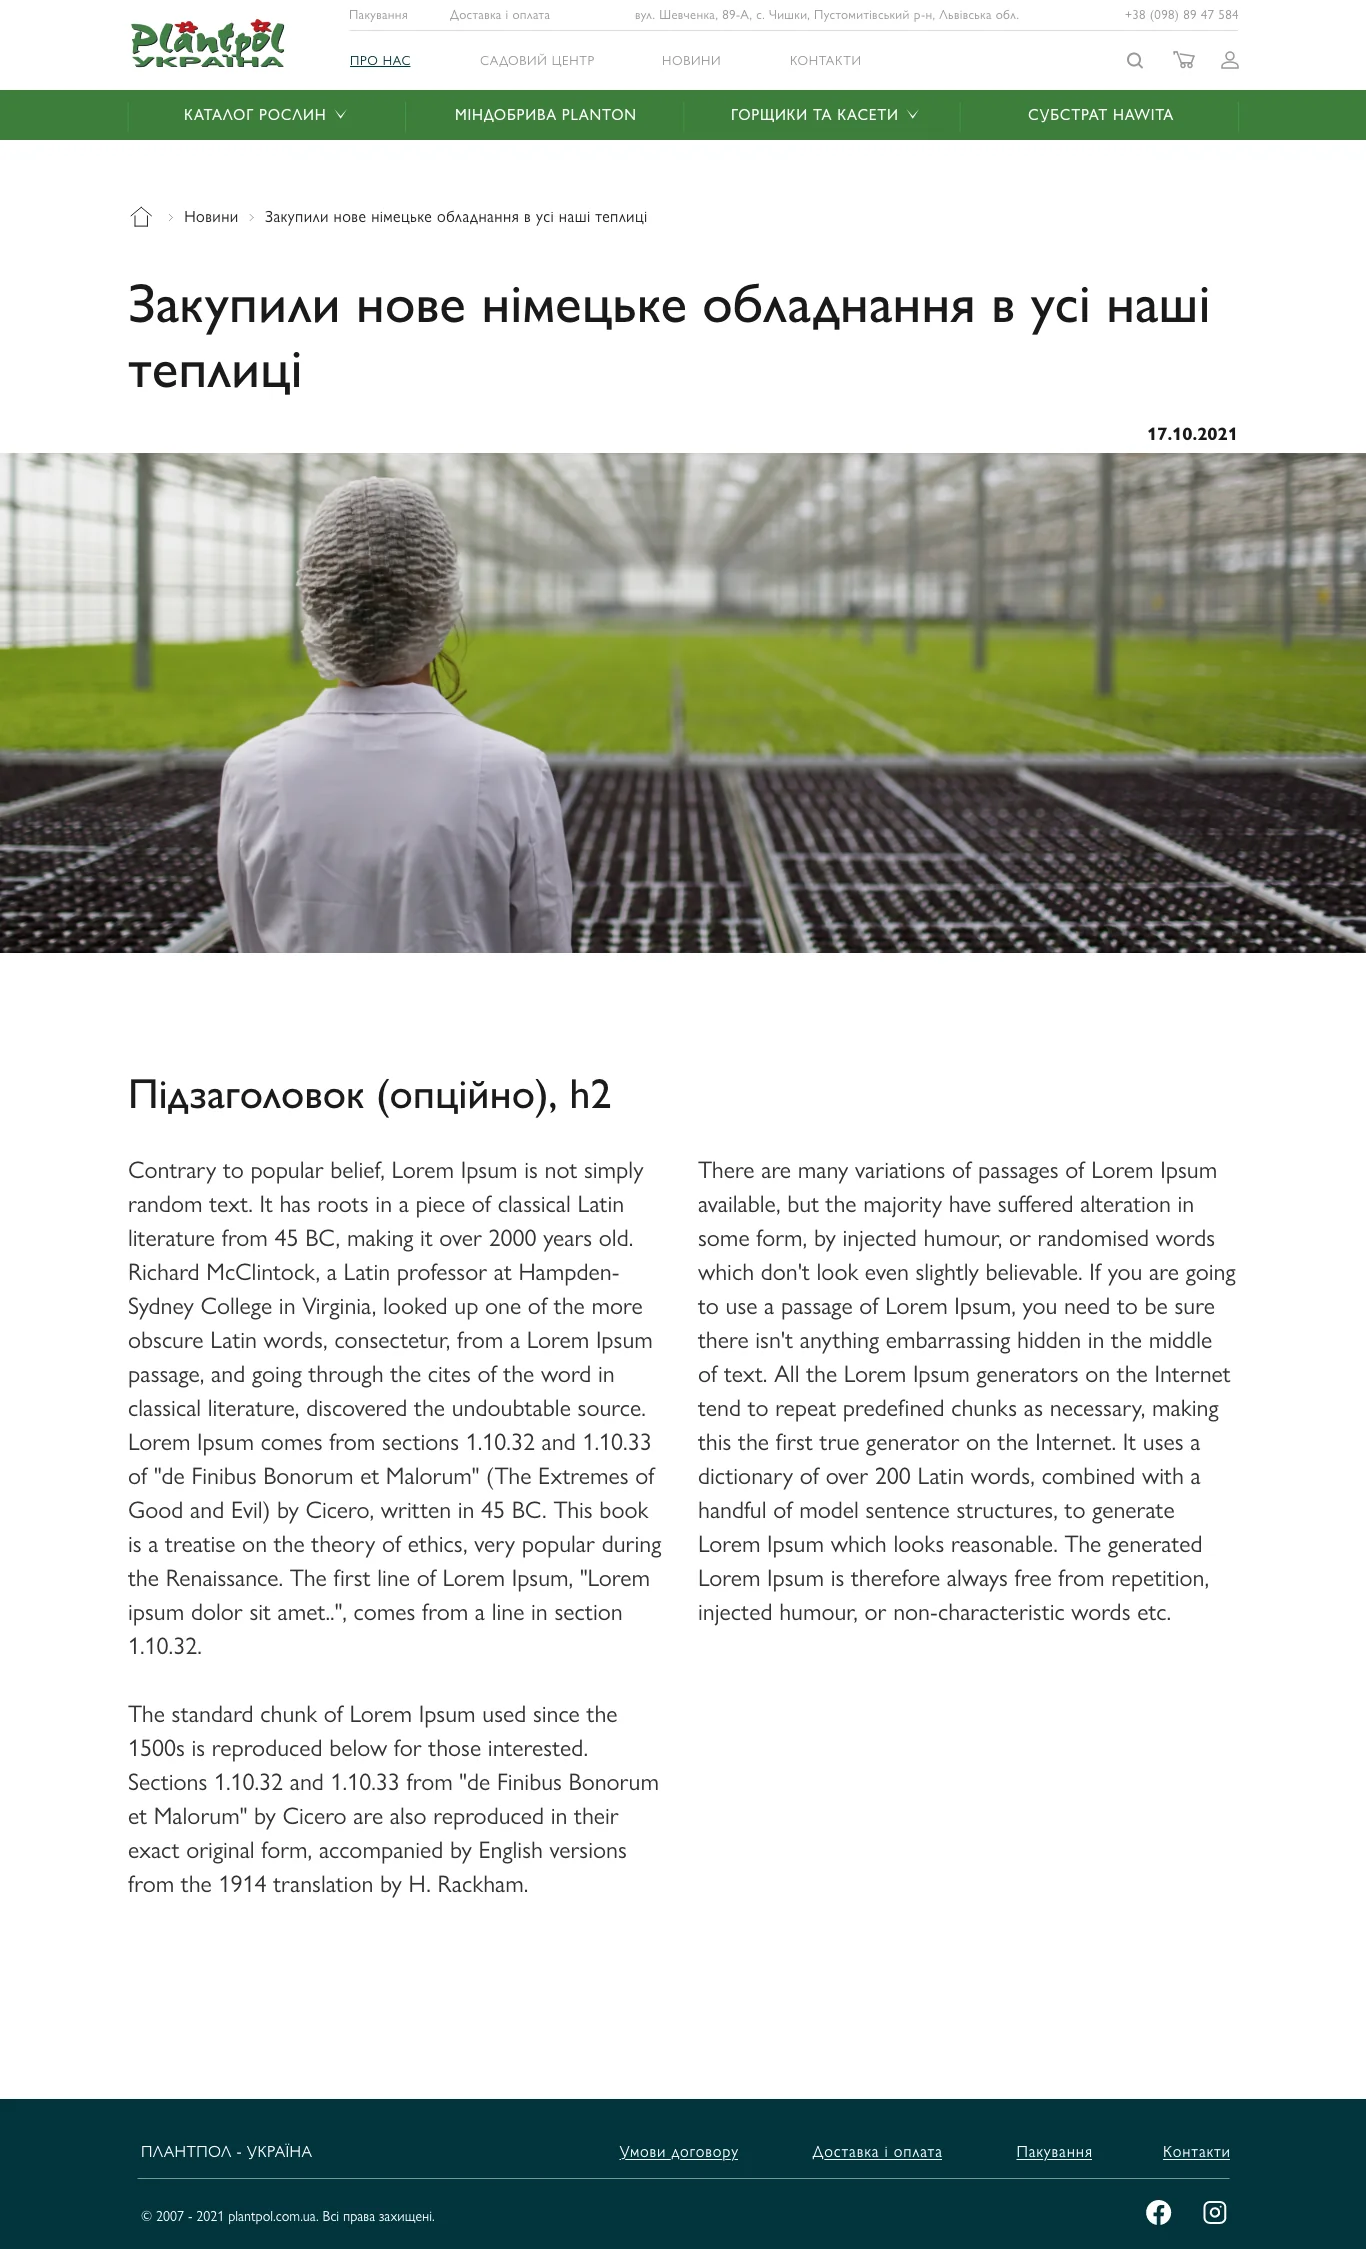 Plantpol
УКРАЇНА
Пакування
Доставка і оплата
вул. Шевченка, 89-А, с. Чишки, Пустомитівський р-н, Львівська обл.
+38 (098) 89 47 584
ПРО НАС
САДОВИЙ ЦЕНТР
НОВИНИ
КОНТАКТИ
КАТАЛОГ РОСЛИН
МІНДОБРИВА PLANTON
ГОРЩИКИ ТА КАСЕТИ
СУБСТРАТ HAWITA
Новини
Закупили нове німецьке обладнання в усі наші теплиці
Закупили нове німецьке обладнання в усі наші
теплиці
17.10.2021
Підзаголовок (опційно), h2
Contrary to popular belief, Lorem Ipsum is not simply
random text. It has roots in a piece of classical Latin
literature from 45 BC, making it over 2000 years old.
Richard McClintock, a Latin professor at Hampden-
Sydney College in Virginia, looked up one of the more
obscure Latin words, consectetur, from a Lorem Ipsum
passage, and going through the cites of the word in
classical literature, discovered the undoubtable source.
Lorem Ipsum comes from sections 1.10.32 and 1.10.33
of "de Finibus Bonorum et Malorum" (The Extremes of
Good and Evil) by Cicero, written in 45 BC. This book
is a treatise on the theory of ethics, very popular during
the Renaissance. The first line of Lorem Ipsum, "Lorem
ipsum dolor sit amet..", comes from a line in section
1.10.32.
The standard chunk of Lorem Ipsum used since the
1500s is reproduced below for those interested.
Sections 1.10.32 and 1.10.33 from "de Finibus Bonorum
et Malorum" by Cicero are also reproduced in their
exact original form, accompanied by English versions
from the 1914 translation by H. Rackham.
There are many variations of passages of Lorem Ipsum
available, but the majority have suffered alteration in
some form, by injected humour, or randomised words
which don't look even slightly believable. If you are going
to use a passage of Lorem Ipsum, you need to be sure
there isn't anything embarrassing hidden in the middle
of text. All the Lorem Ipsum generators on the Internet
tend to repeat predefined chunks as necessary, making
this the first true generator on the Internet. It uses a
dictionary of over 200 Latin words, combined with a
handful of model sentence structures, to generate
Lorem Ipsum which looks reasonable. The generated
Lorem Ipsum is therefore always free from repetition,
injected humour, or non-characteristic words etc.
ПЛАНТПОЛ - УКРАЇНА
Умови договору
Доставка і оплата
Пакування
Контакти
© 2007 - 2021 plantpol.com.ua. Всі права захищені.